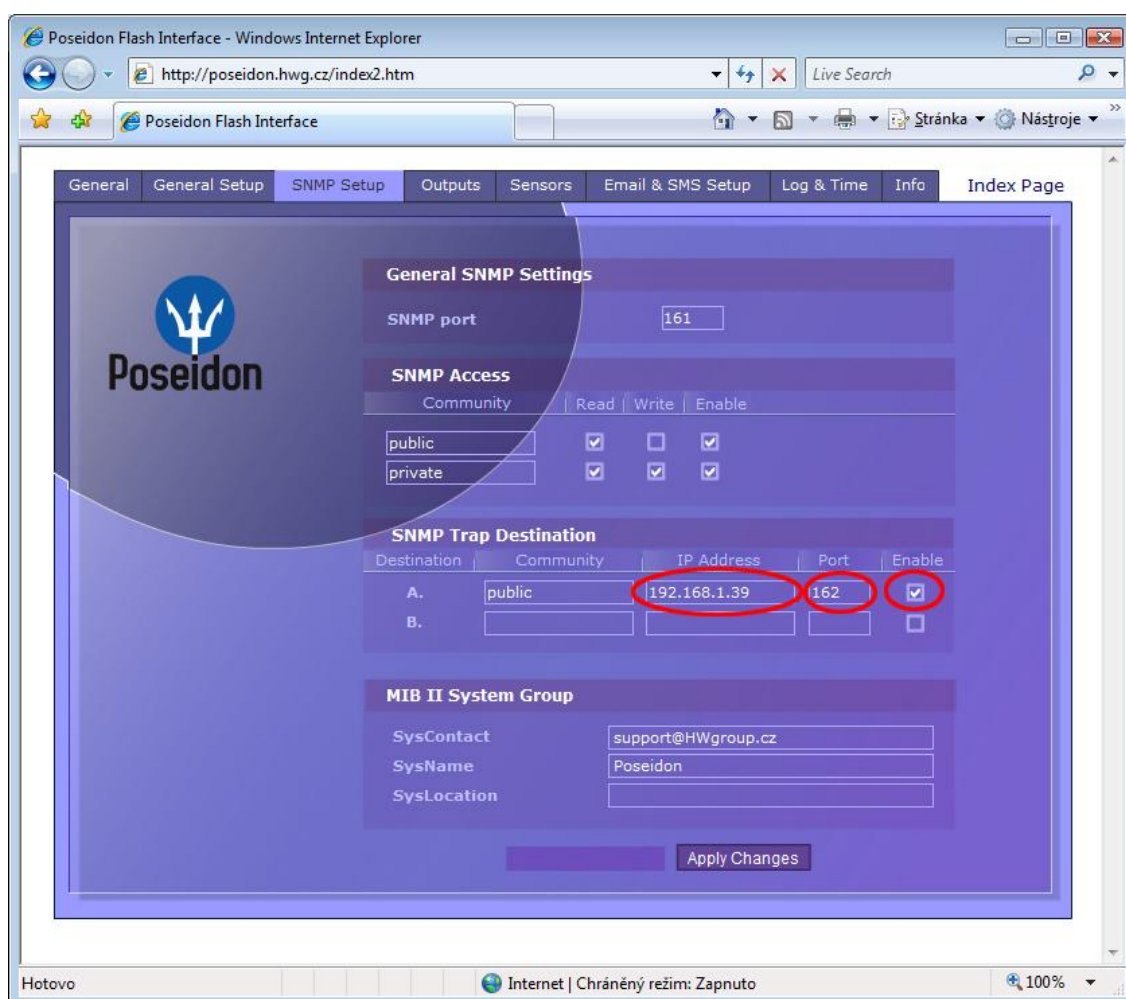 Poseidon Flash Interface - Windows Internet Explorer
http://poseidon.hwg.cz/index2.htm Live Search
Poseidon Flash Interface Stránka Nástroje »
General General Setup SNMP Setup Outputs Sensors Email & SMS Setup Log & Time Info Index Page
General SNMP Settings
SNMP port 161
Poseidon
SNMP Access
Community Read Write Enable
public
private
SNMP Trap Destination
Destination Community IP Address Port Enable
A. public 192.168.1.39 162
B.
MIB II System Group
SysContact support@HWgroup.cz
SysName Poseidon
SysLocation
Apply Changes
Hotovo Internet | Chráněný režim: Zapnuto 100%